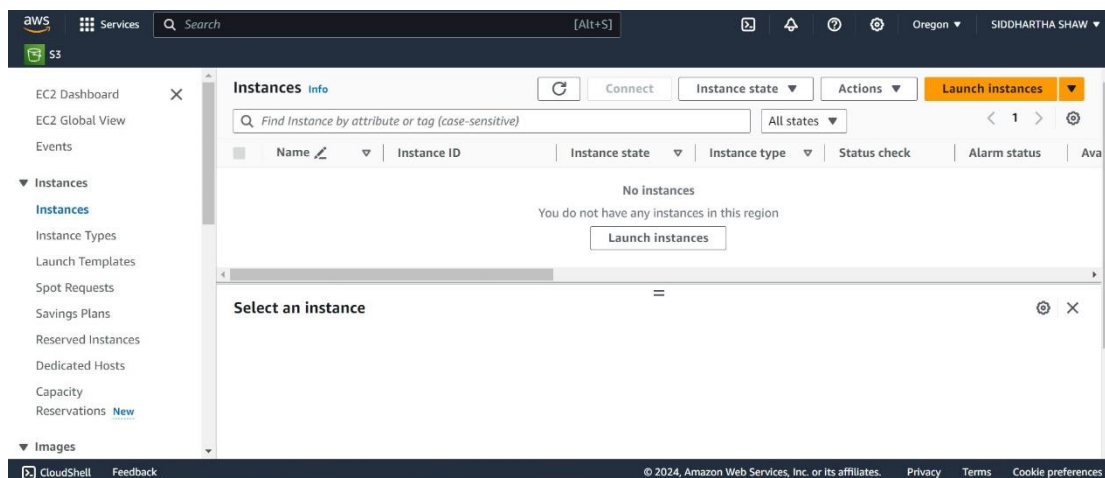 aws Services Search [Alt+S] Oregon SIDDHARTHA SHAW
S3
EC2 Dashboard
EC2 Global View
Events
Instances
Instances
Instance Types
Launch Templates
Spot Requests
Savings Plans
Reserved Instances
Dedicated Hosts
Capacity
Reservations New
Images
Instances Info Connect Instance state Actions Launch instances
Find Instance by attribute or tag (case-sensitive) All states 1
Name Instance ID Instance state Instance type Status check Alarm status Ava
No instances
You do not have any instances in this region
Launch instances
Select an instance
CloudShell Feedback © 2024, Amazon Web Services, Inc. or its affiliates. Privacy Terms Cookie preferences